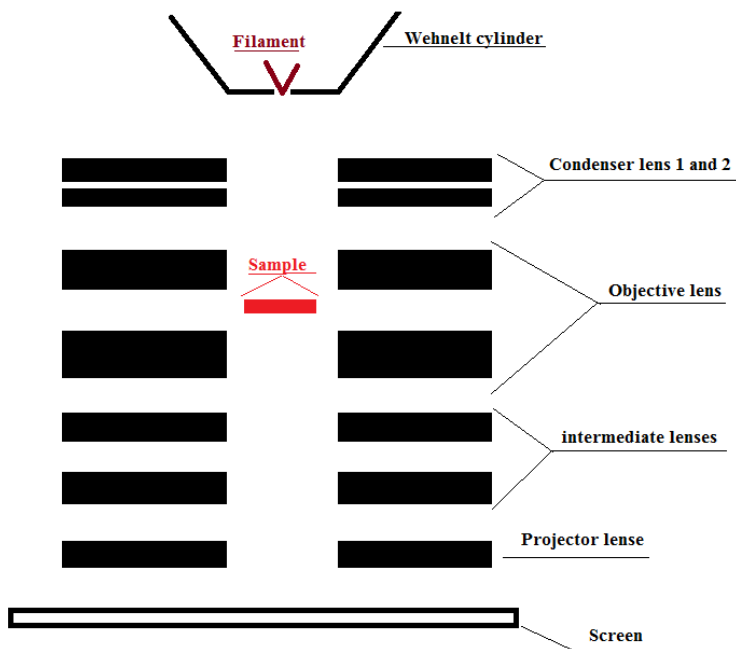 Filament
Wehnelt cylinder
Condenser lens 1 and 2
Sample
Objective lens
intermediate lenses
Projector lense
Screen